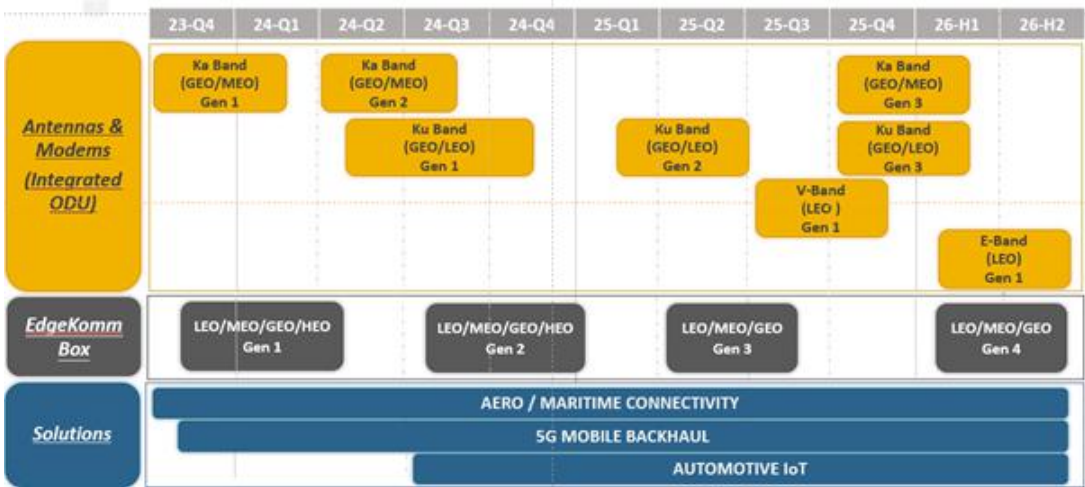 23-Q4 24-Q1 24-Q2 24-Q3 24-Q4 25-Q1 25-Q2 25-Q3 25-Q4 26-H1 26-H2
Antennas &
Modems
(Integrated
ODU)
Ka Band
(GEO/MEO)
Gen 1
Ka Band
(GEO/MEO)
Gen 2
Ka Band
(GEO/MEO)
Gen 3
Ku Band
(GEO/LEO)
Gen 1
Ku Band
(GEO/LEO)
Gen 2
Ku Band
(GEO/LEO)
Gen 3
V-Band
(LEO )
Gen 1
E-Band
(LEO)
Gen 1
EdgeKomm
Box
LEO/MEO/GEO/HEO
Gen 1
LEO/MEO/GEO/HEO
Gen 2
LEO/MEO/GEO
Gen 3
LEO/MEO/GEO
Gen 4
Solutions
AERO / MARITIME CONNECTIVITY
5G MOBILE BACKHAUL
AUTOMOTIVE IoT